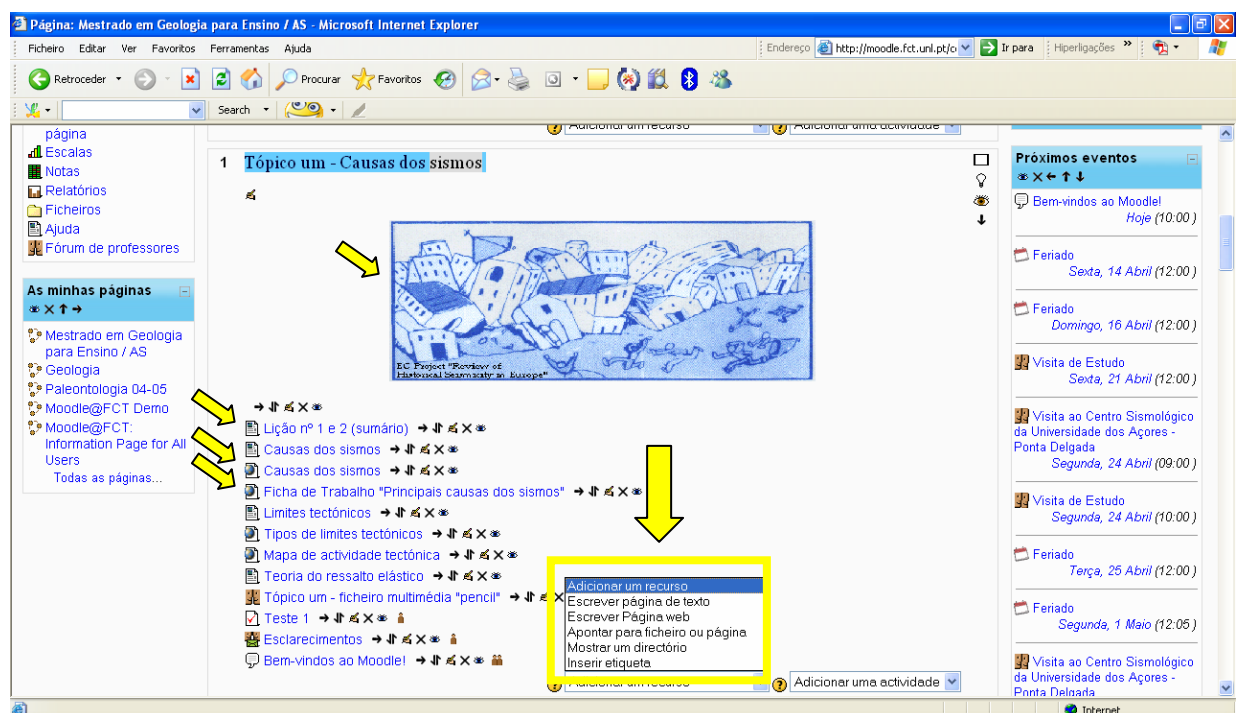 Página: Mestrado em Geologia para Ensino / AS - Microsoft Internet Explorer
Ficheiro Editar Ver Favoritos Ferramentas Ajuda
Endereço http://moodle.fct.unl.pt/co Ir para Hiperligações »
Retroceder Procurar Favoritos
Search
página
Escalas
Notas
Relatórios
Ficheiros
Ajuda
Fórum de professores
As minhas páginas
Mestrado em Geologia
para Ensino / AS
Geologia
Paleontologia 04-05
Moodle@FCT Demo
Moodle@FCT:
Information Page for All
Users
Todas as páginas...
Adicionar um recurso Adicionar uma actividade
1 Tópico um - Causas dos sismos
EC Project "Review of
Historical Seismicity in Europe"
Lição nº 1 e 2 (sumário)
Causas dos sismos
Causas dos sismos
Ficha de Trabalho "Principais causas dos sismos"
Limites tectónicos
Tipos de limites tectónicos
Mapa de actividade tectónica
Teoria do ressalto elástico
Tópico um - ficheiro multimédia "pencil"
Teste 1
Esclarecimentos
Bem-vindos ao Moodle!
Adicionar um recurso
Escrever página de texto
Escrever Página web
Apontar para ficheiro ou página
Mostrar um directório
Inserir etiqueta
Adicionar um recurso Adicionar uma actividade
Próximos eventos
Bem-vindos ao Moodle!
Hoje (10:00 )
Feriado
Sexta, 14 Abril (12:00 )
Feriado
Domingo, 16 Abril (12:00 )
Visita de Estudo
Sexta, 21 Abril (12:00 )
Visita ao Centro Sismológico
da Universidade dos Açores -
Ponta Delgada
Segunda, 24 Abril (09:00 )
Visita de Estudo
Segunda, 24 Abril (10:00 )
Feriado
Terça, 25 Abril (12:00 )
Feriado
Segunda, 1 Maio (12:05 )
Visita ao Centro Sismológico
da Universidade dos Açores -
Ponta Delgada
Internet